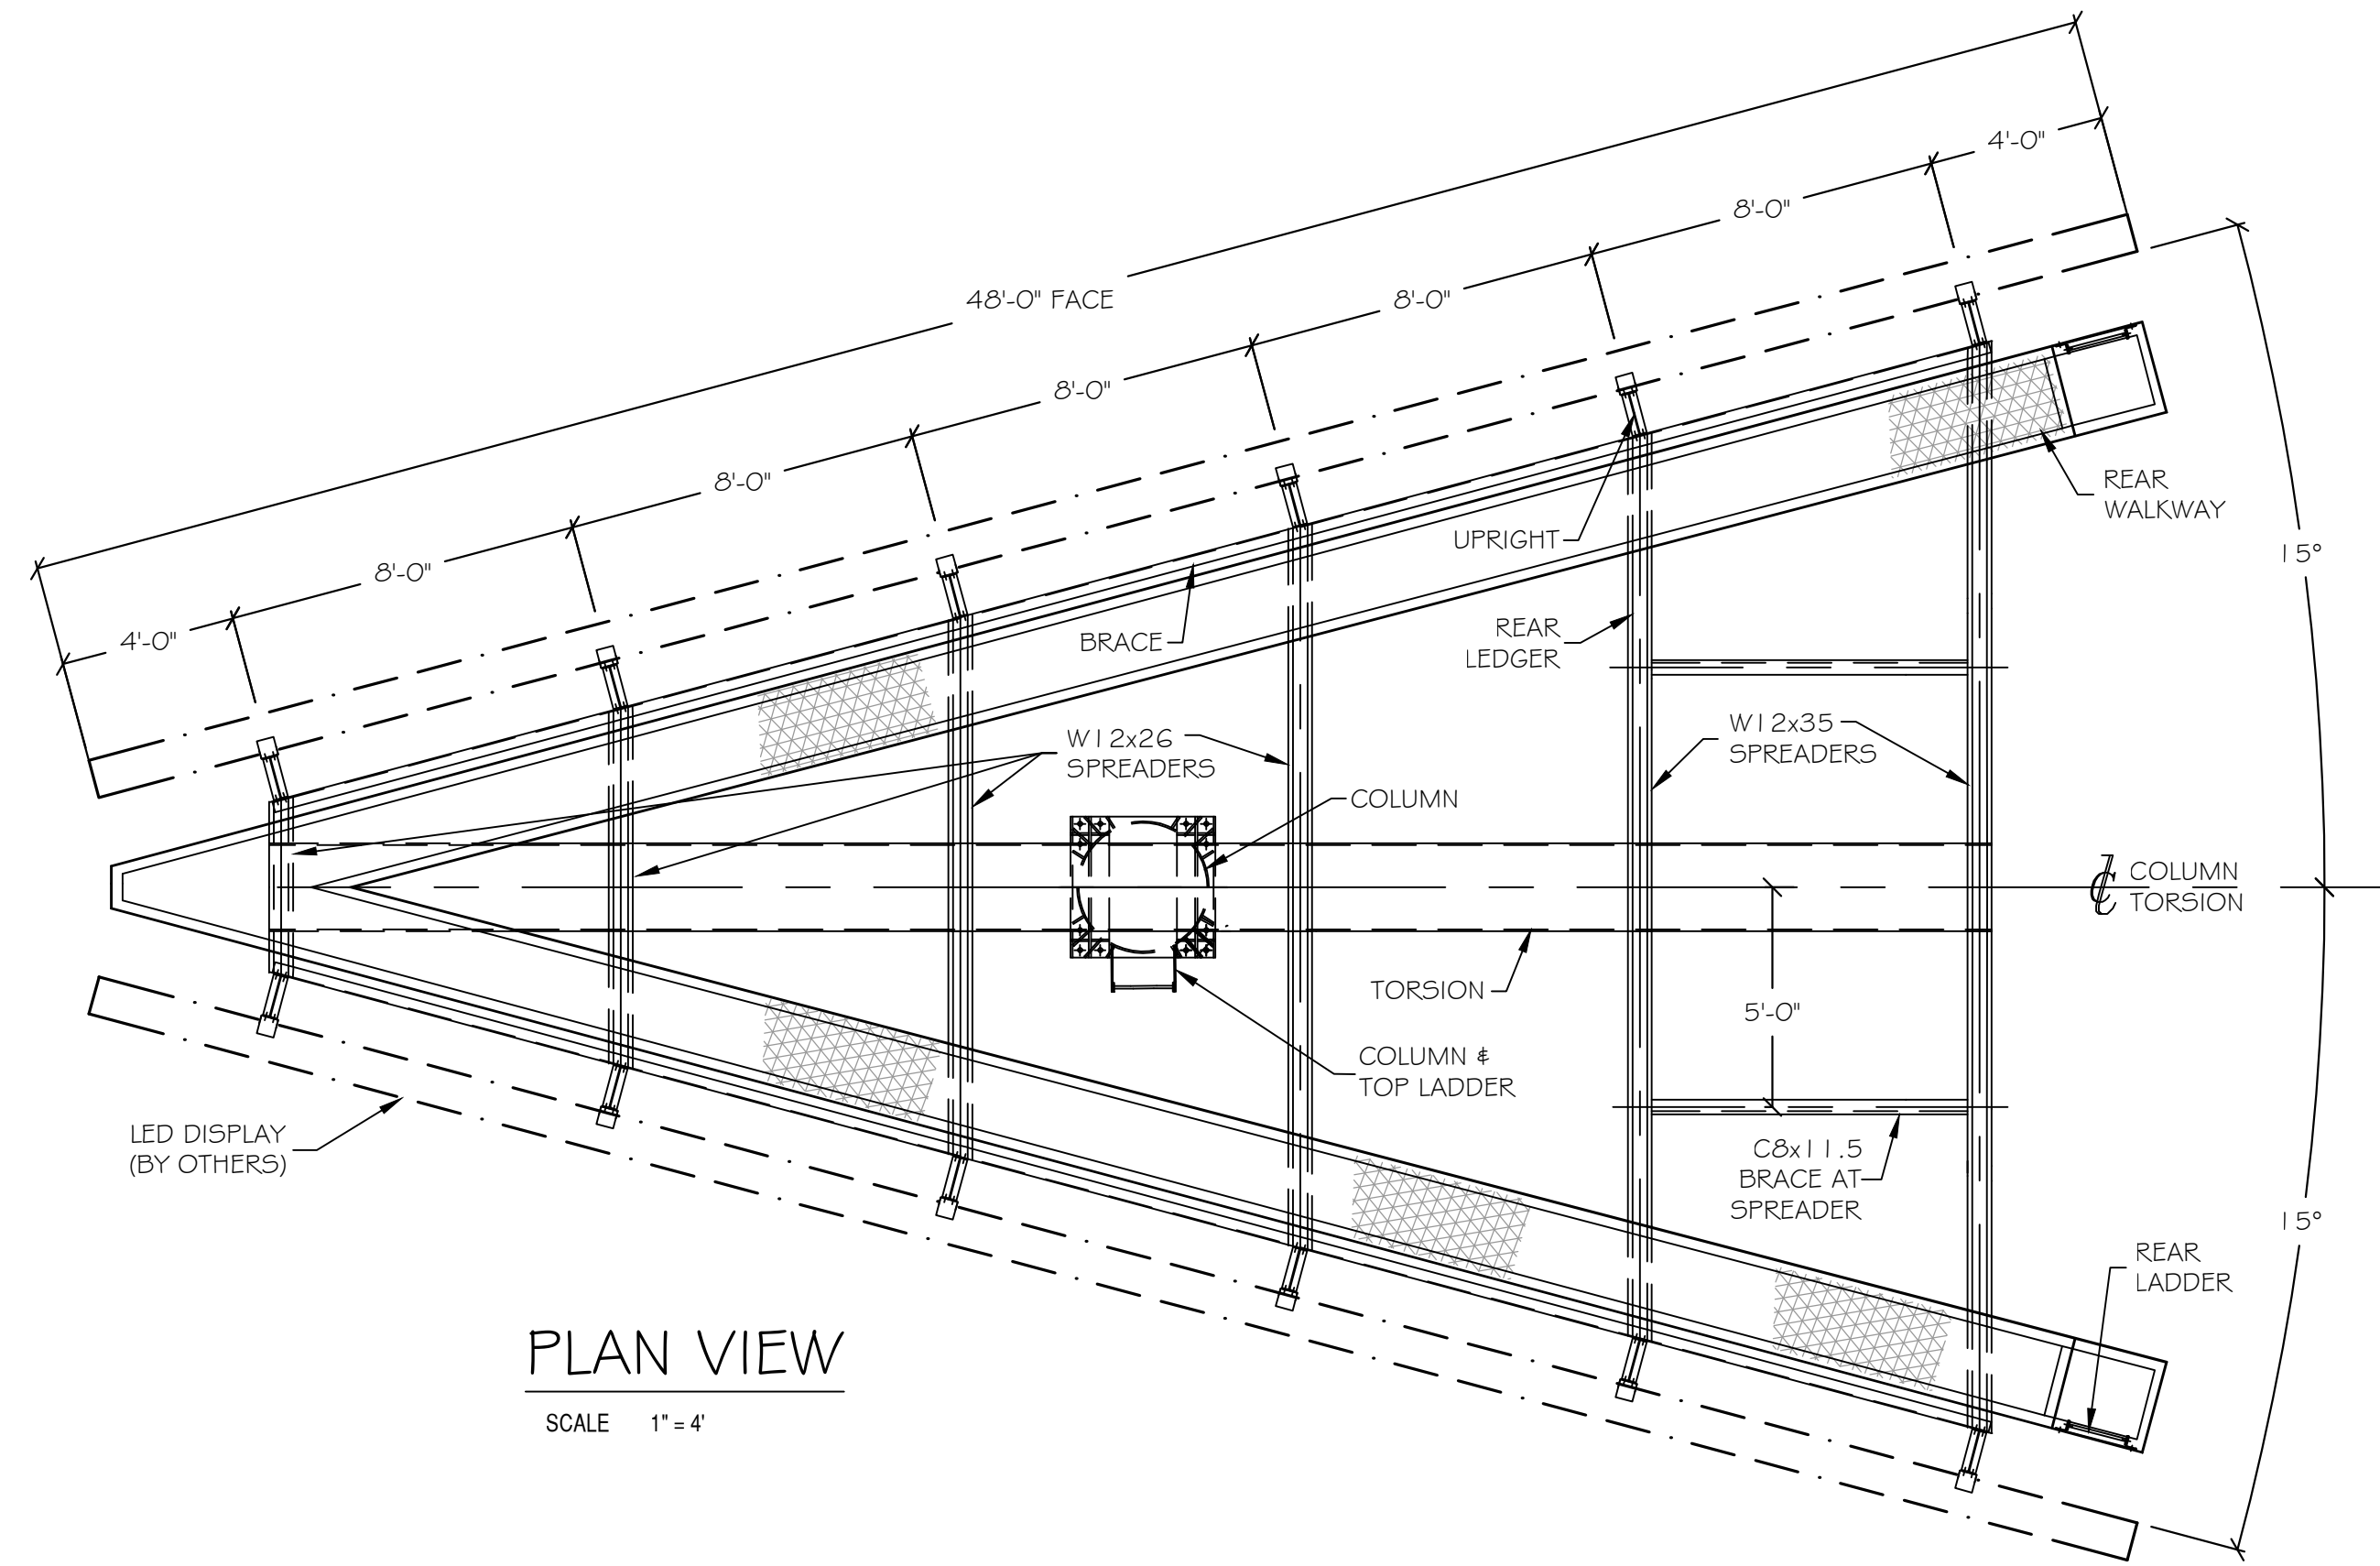 4'-0"
8'-0"
48'-0" FACE
8'-0"
8'-0"
8'-0"
8'-0"
4'-0"
15°
REAR
WALKWAY
UPRIGHT
BRACE
REAR
LEDGER
W12x26
SPREADERS
W12x35
SPREADERS
COLUMN
℄ COLUMN
TORSION
TORSION
5'-0"
COLUMN &
TOP LADDER
LED DISPLAY
(BY OTHERS)
C8x11.5
BRACE AT
SPREADER
15°
REAR
LADDER
PLAN VIEW
SCALE 1" = 4'